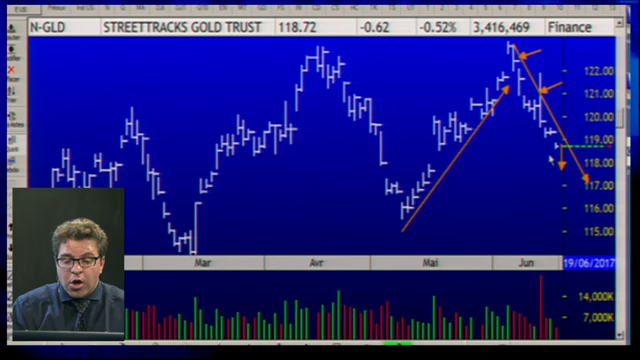 N-GLD STREETTRACKS GOLD TRUST 118.72 -0.62 -0.52% 3,416,469 Finance
122.00
121.00
119.00
118.00
117.00
116.00
115.00
Mar Avr Mai Jun 19/06/2017
14,000K
7,000K